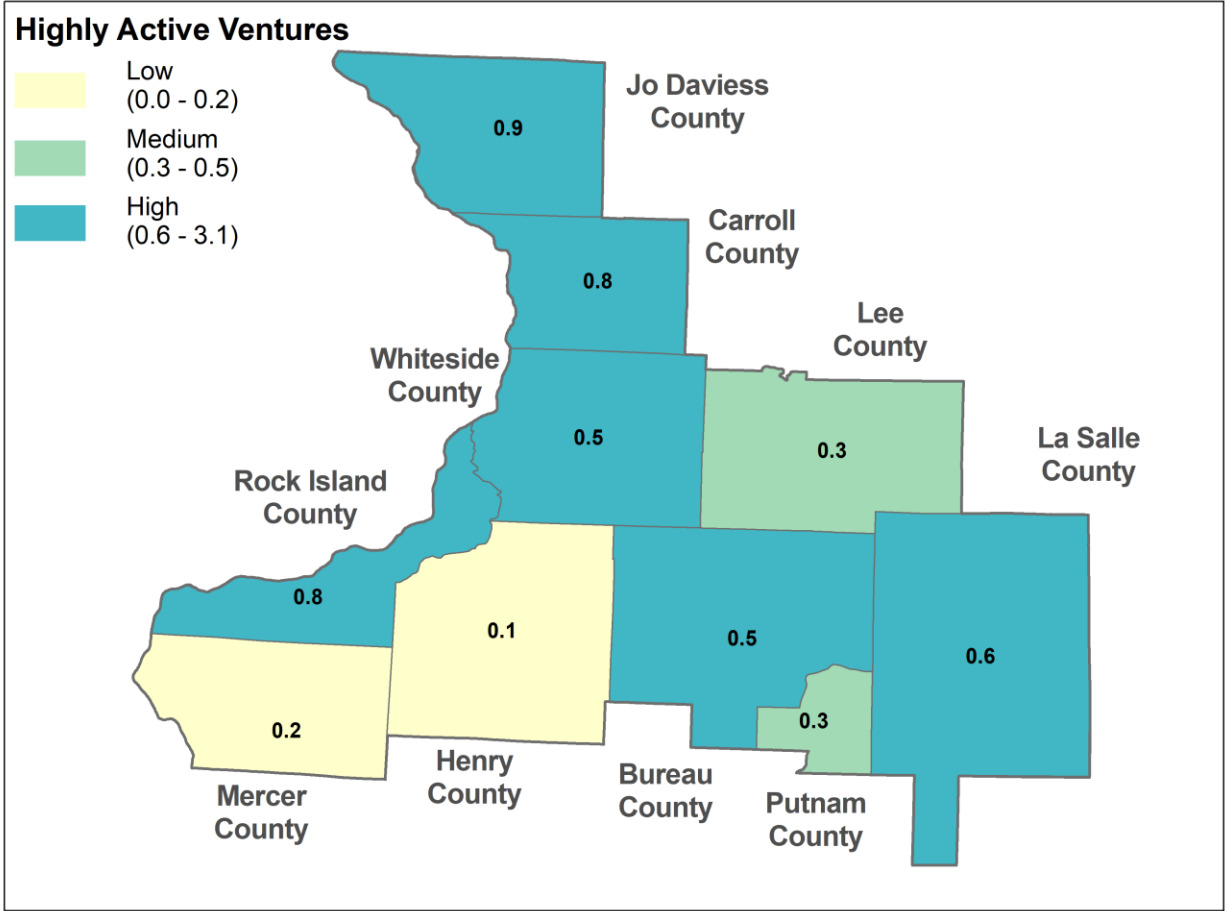 Highly Active Ventures
Low
(0.0 - 0.2)
Medium
(0.3 - 0.5)
High
(0.6 - 3.1)
Jo Daviess
County
0.9
Carroll
County
0.8
Lee
County
Whiteside
County
0.5
0.3
La Salle
County
Rock Island
County
0.8
0.1
0.5
0.6
0.2
0.3
Henry
County
Bureau
County
Mercer
County
Putnam
County